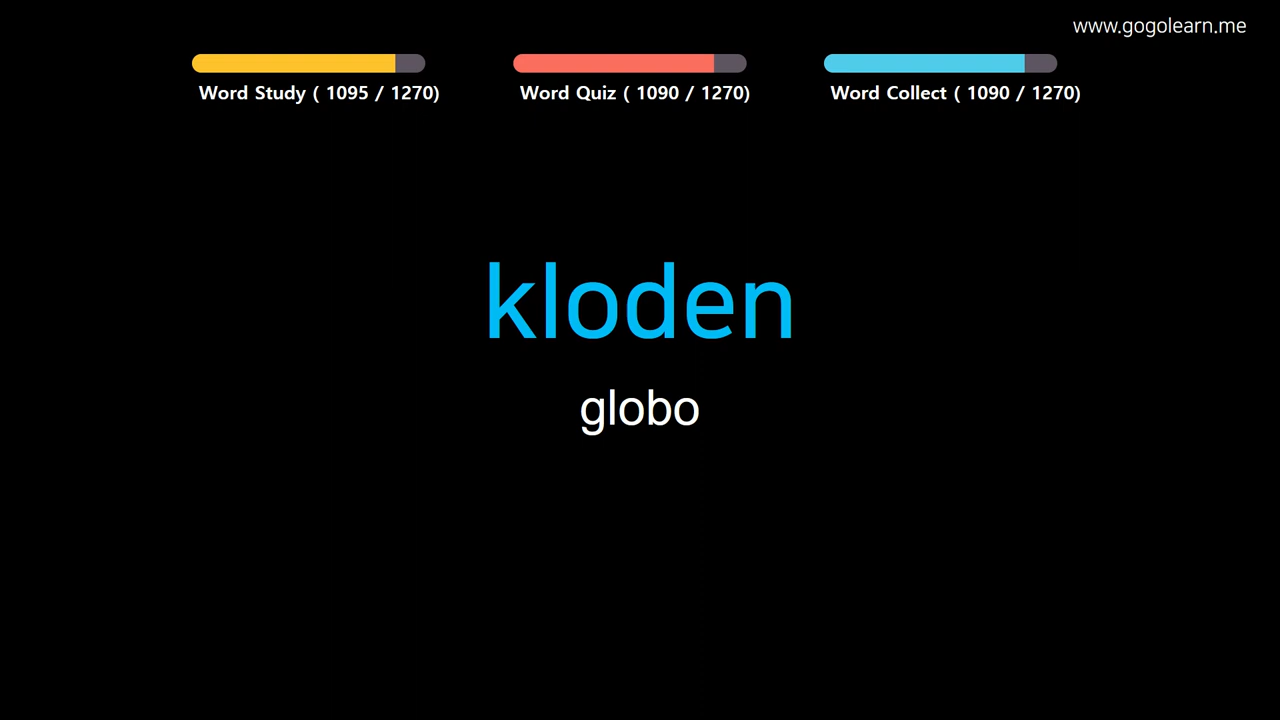 www.gogolearn.me
Word Study ( 1095 / 1270)
Word Quiz ( 1090 / 1270)
Word Collect ( 1090 / 1270)
kloden
globo